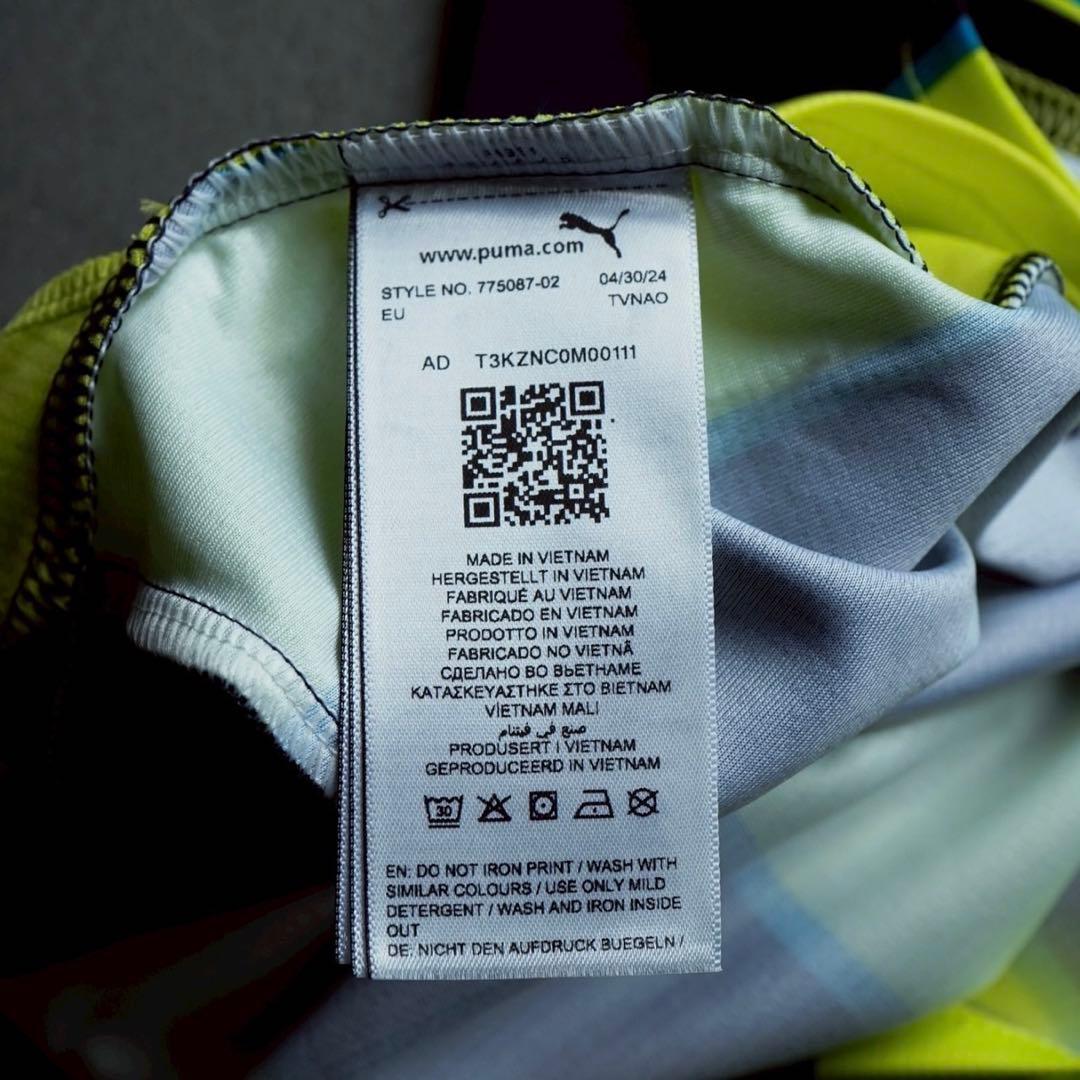 www.puma.com
STYLE NO. 775087-02 04/30/24
EU TVNAO
AD T3KZNC0M00111
MADE IN VIETNAM
HERGESTELLT IN VIETNAM
FABRIQUÉ AU VIETNAM
FABRICADO EN VIETNAM
PRODOTTO IN VIETNAM
FABRICADO NO VIETNÃ
СДЕЛАНО ВО ВЬЕТНАМЕ
ΚΑΤΑΣΚΕΥΑΣΤΗΚΕ ΣΤΟ ΒΙΕΤΝΑΜ
VİETNAM MALI
صنع في فيتنام
PRODUSERT I VIETNAM
GEPRODUCEERD IN VIETNAM
30
EN: DO NOT IRON PRINT / WASH WITH
SIMILAR COLOURS / USE ONLY MILD
DETERGENT / WASH AND IRON INSIDE
OUT
DE: NICHT DEN AUFDRUCK BUEGELN /